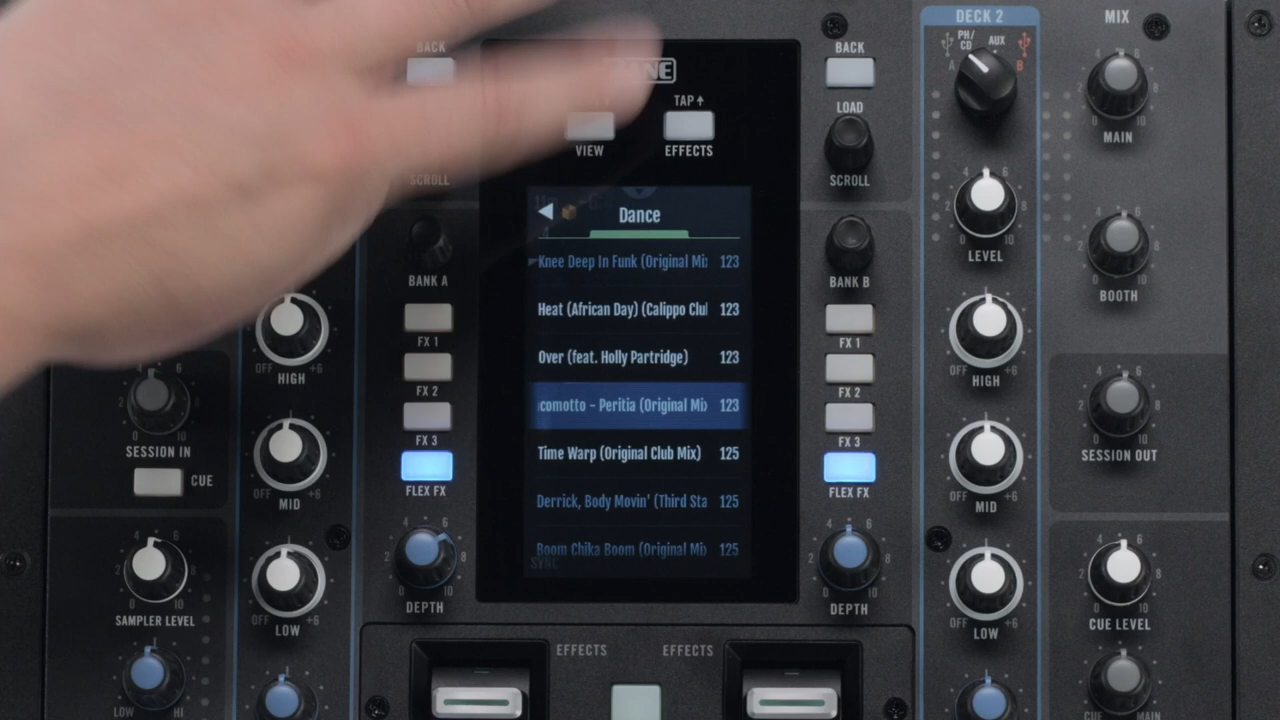 DECK 2
MIX
BACK
BACK
PH/
CD
AUX
A
B
TAP
VIEW
EFFECTS
LOAD
MAIN
SCROLL
SCROLL
Dance
LEVEL
Knee Deep In Funk (Original Mi 123
BANK A
BANK B
BOOTH
Heat (African Day) (Calippo Clu 123
FX 1
FX 1
Over (feat. Holly Partridge) 123
HIGH
HIGH
FX 2
FX 2
comotto - Peritia (Original Mi 123
FX 3
FX 3
SESSION IN
SESSION OUT
Time Warp (Original Club Mix) 125
CUE
FLEX FX
FLEX FX
MID
MID
Derrick, Body Movin' (Third Sta 125
Boom Chika Boom (Original Mi 125
SYNC
DEPTH
DEPTH
SAMPLER LEVEL
CUE LEVEL
LOW
LOW
EFFECTS
EFFECTS
LOW
HI
CUE
MAIN